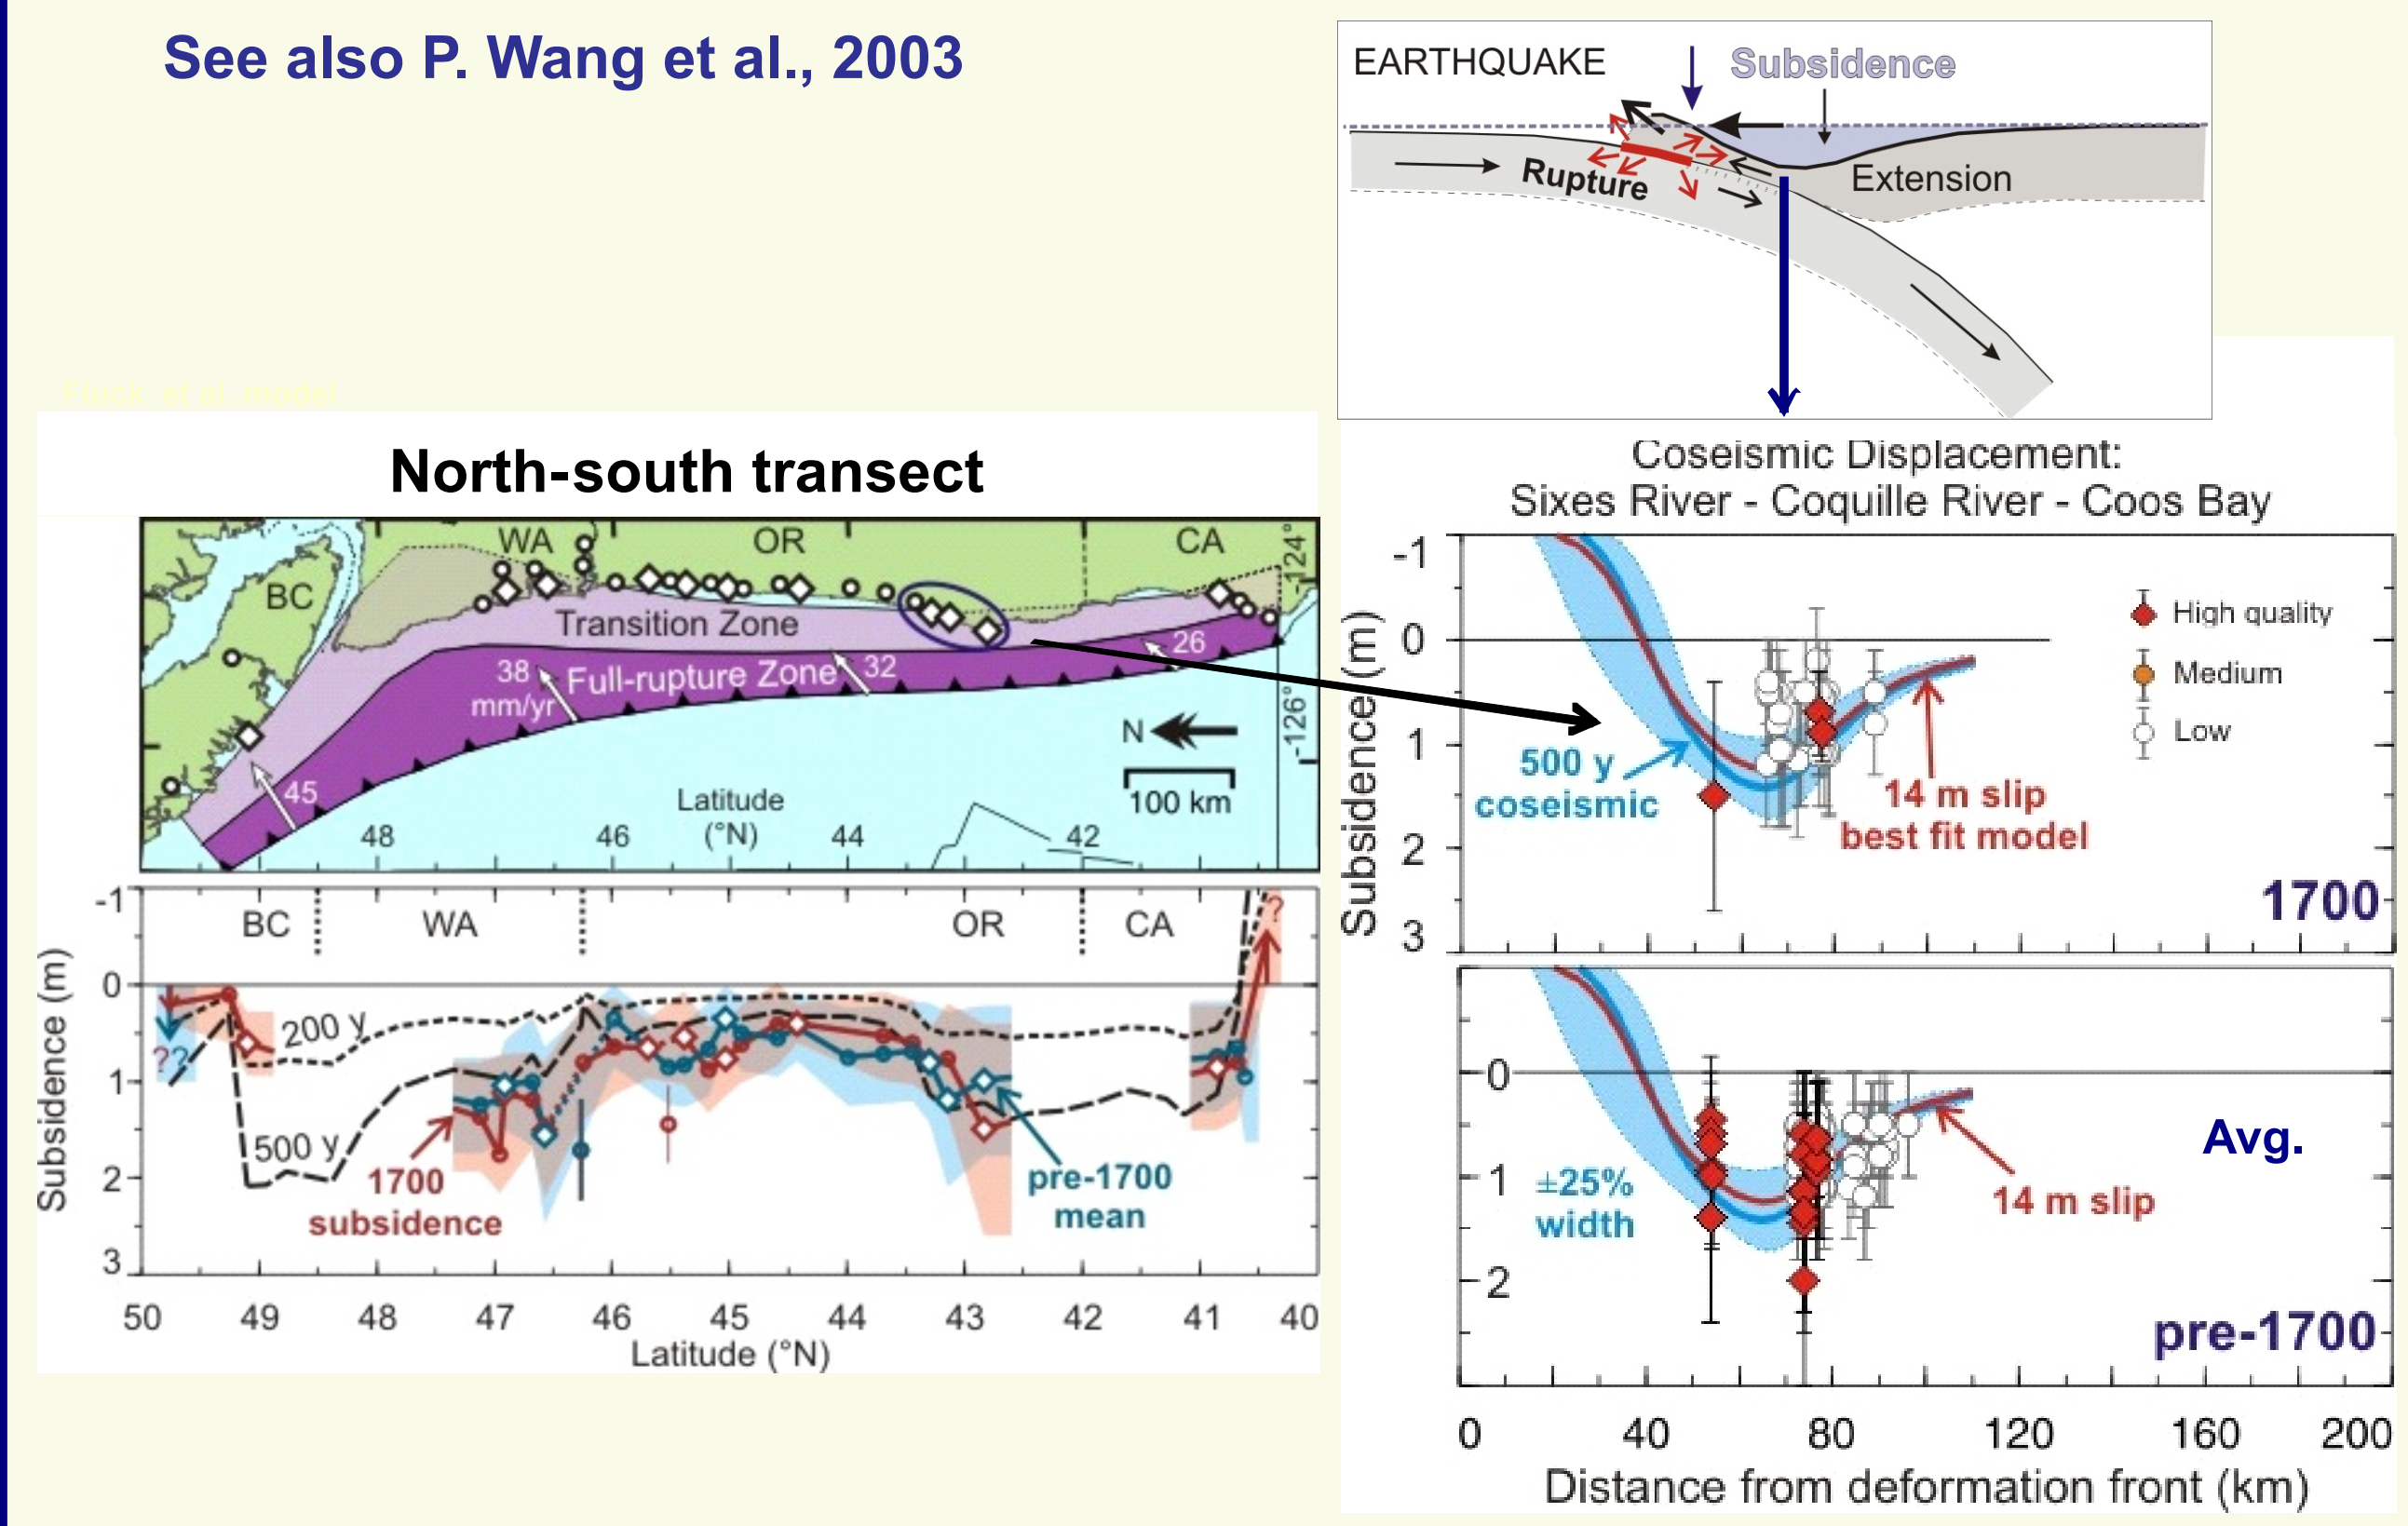 See also P. Wang et al., 2003
EARTHQUAKE
Subsidence
Rupture
Extension
Fluck et al. model
North-south transect
WA
OR
CA
BC
-124°
-126°
Transition Zone
Full-rupture Zone
38
mm/yr
32
26
45
N
100 km
Latitude
(°N)
48
46
44
42
BC
WA
OR
CA
Subsidence (m)
-1
0
1
2
3
200 y
500 y
??
?
1700
subsidence
pre-1700
mean
50
49
48
47
46
45
44
43
42
41
40
Latitude (°N)
Coseismic Displacement:
Sixes River - Coquille River - Coos Bay
Subsidence (m)
-1
0
1
2
3
High quality
Medium
Low
500 y
coseismic
14 m slip
best fit model
1700
0
1
2
±25%
width
Avg.
14 m slip
pre-1700
0
40
80
120
160
200
Distance from deformation front (km)